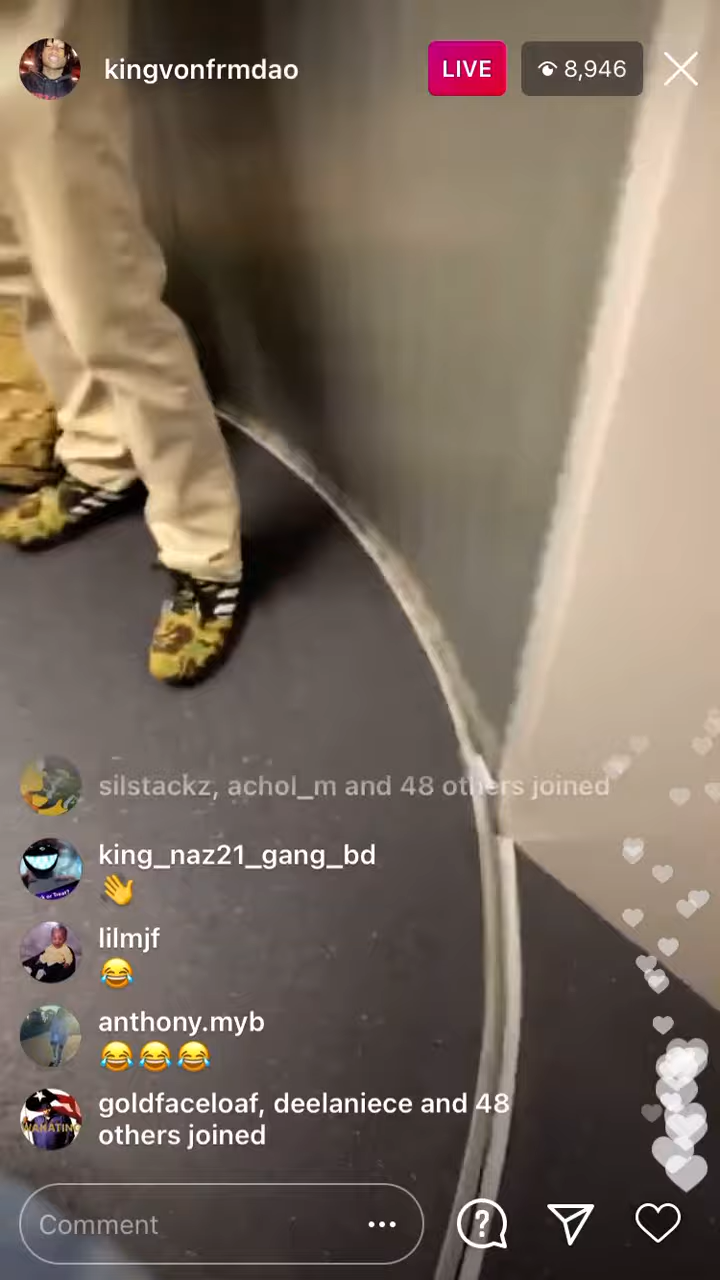 kingvonfrmdao
LIVE
8,946
silstackz, achol_m and 48 others joined
king_naz21_gang_bd
👋
lilmjf
😂
anthony.myb
😂😂😂
goldfaceloaf, deelaniece and 48
others joined
Comment